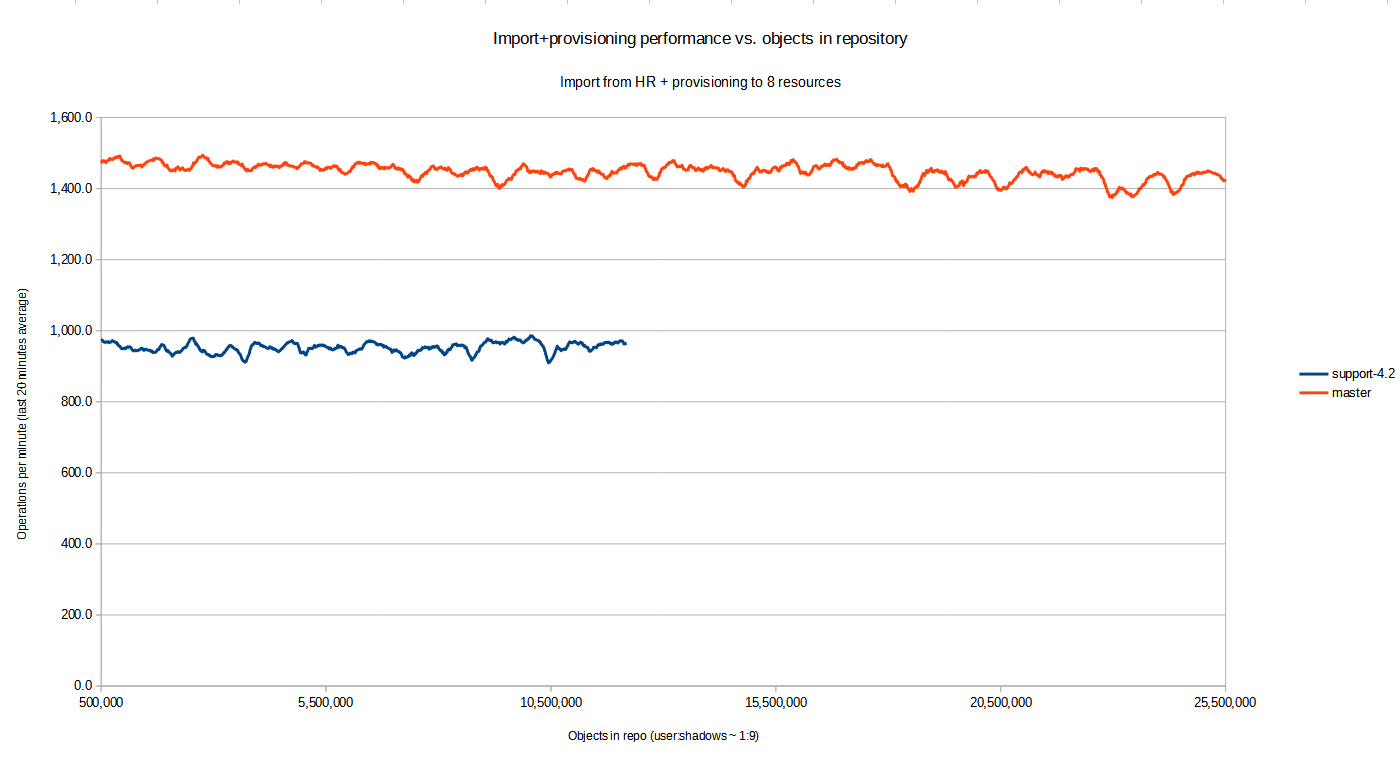 Import+provisioning performance vs. objects in repository
Import from HR + provisioning to 8 resources
1,600.0
1,400.0
1,200.0
1,000.0
800.0
600.0
400.0
200.0
0.0
Operations per minute (last 20 minutes average)
500,000
5,500,000
10,500,000
15,500,000
20,500,000
25,500,000
Objects in repo (user:shadows ~ 1:9)
support-4.2
master